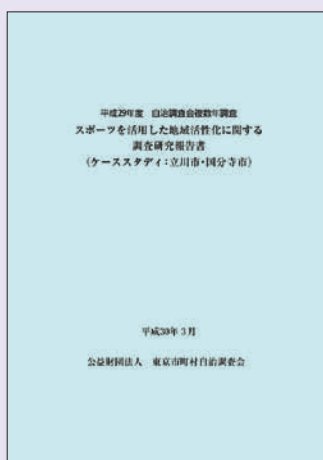 平成29年度　自治調査会複数年調査
スポーツを活用した地域活性化に関する
調査研究報告書
(ケーススタディ：立川市・国分寺市)
平成30年3月
公益財団法人　東京市町村自治調査会